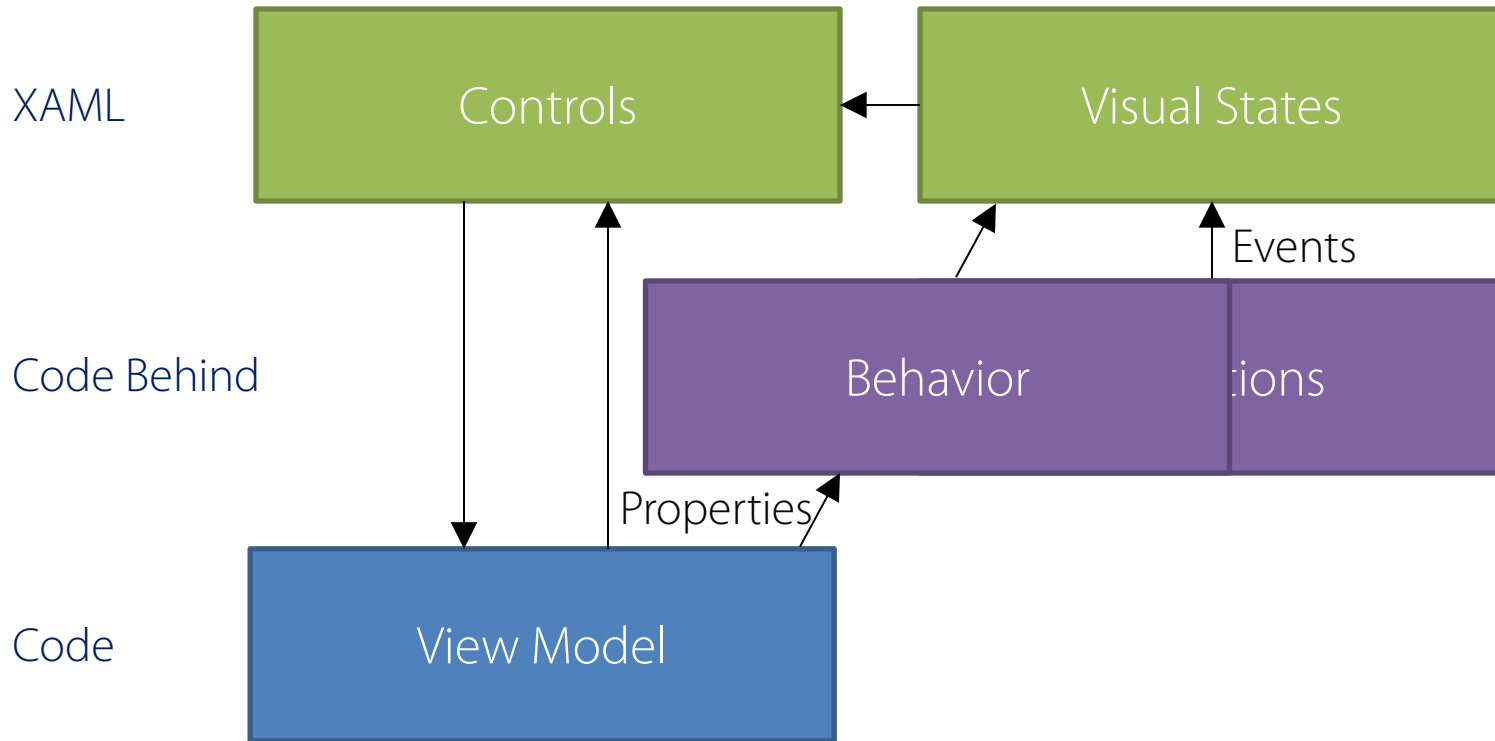 XAML
Controls
Visual States
Events
Code Behind
Behavior
tions
Properties
Code
View Model